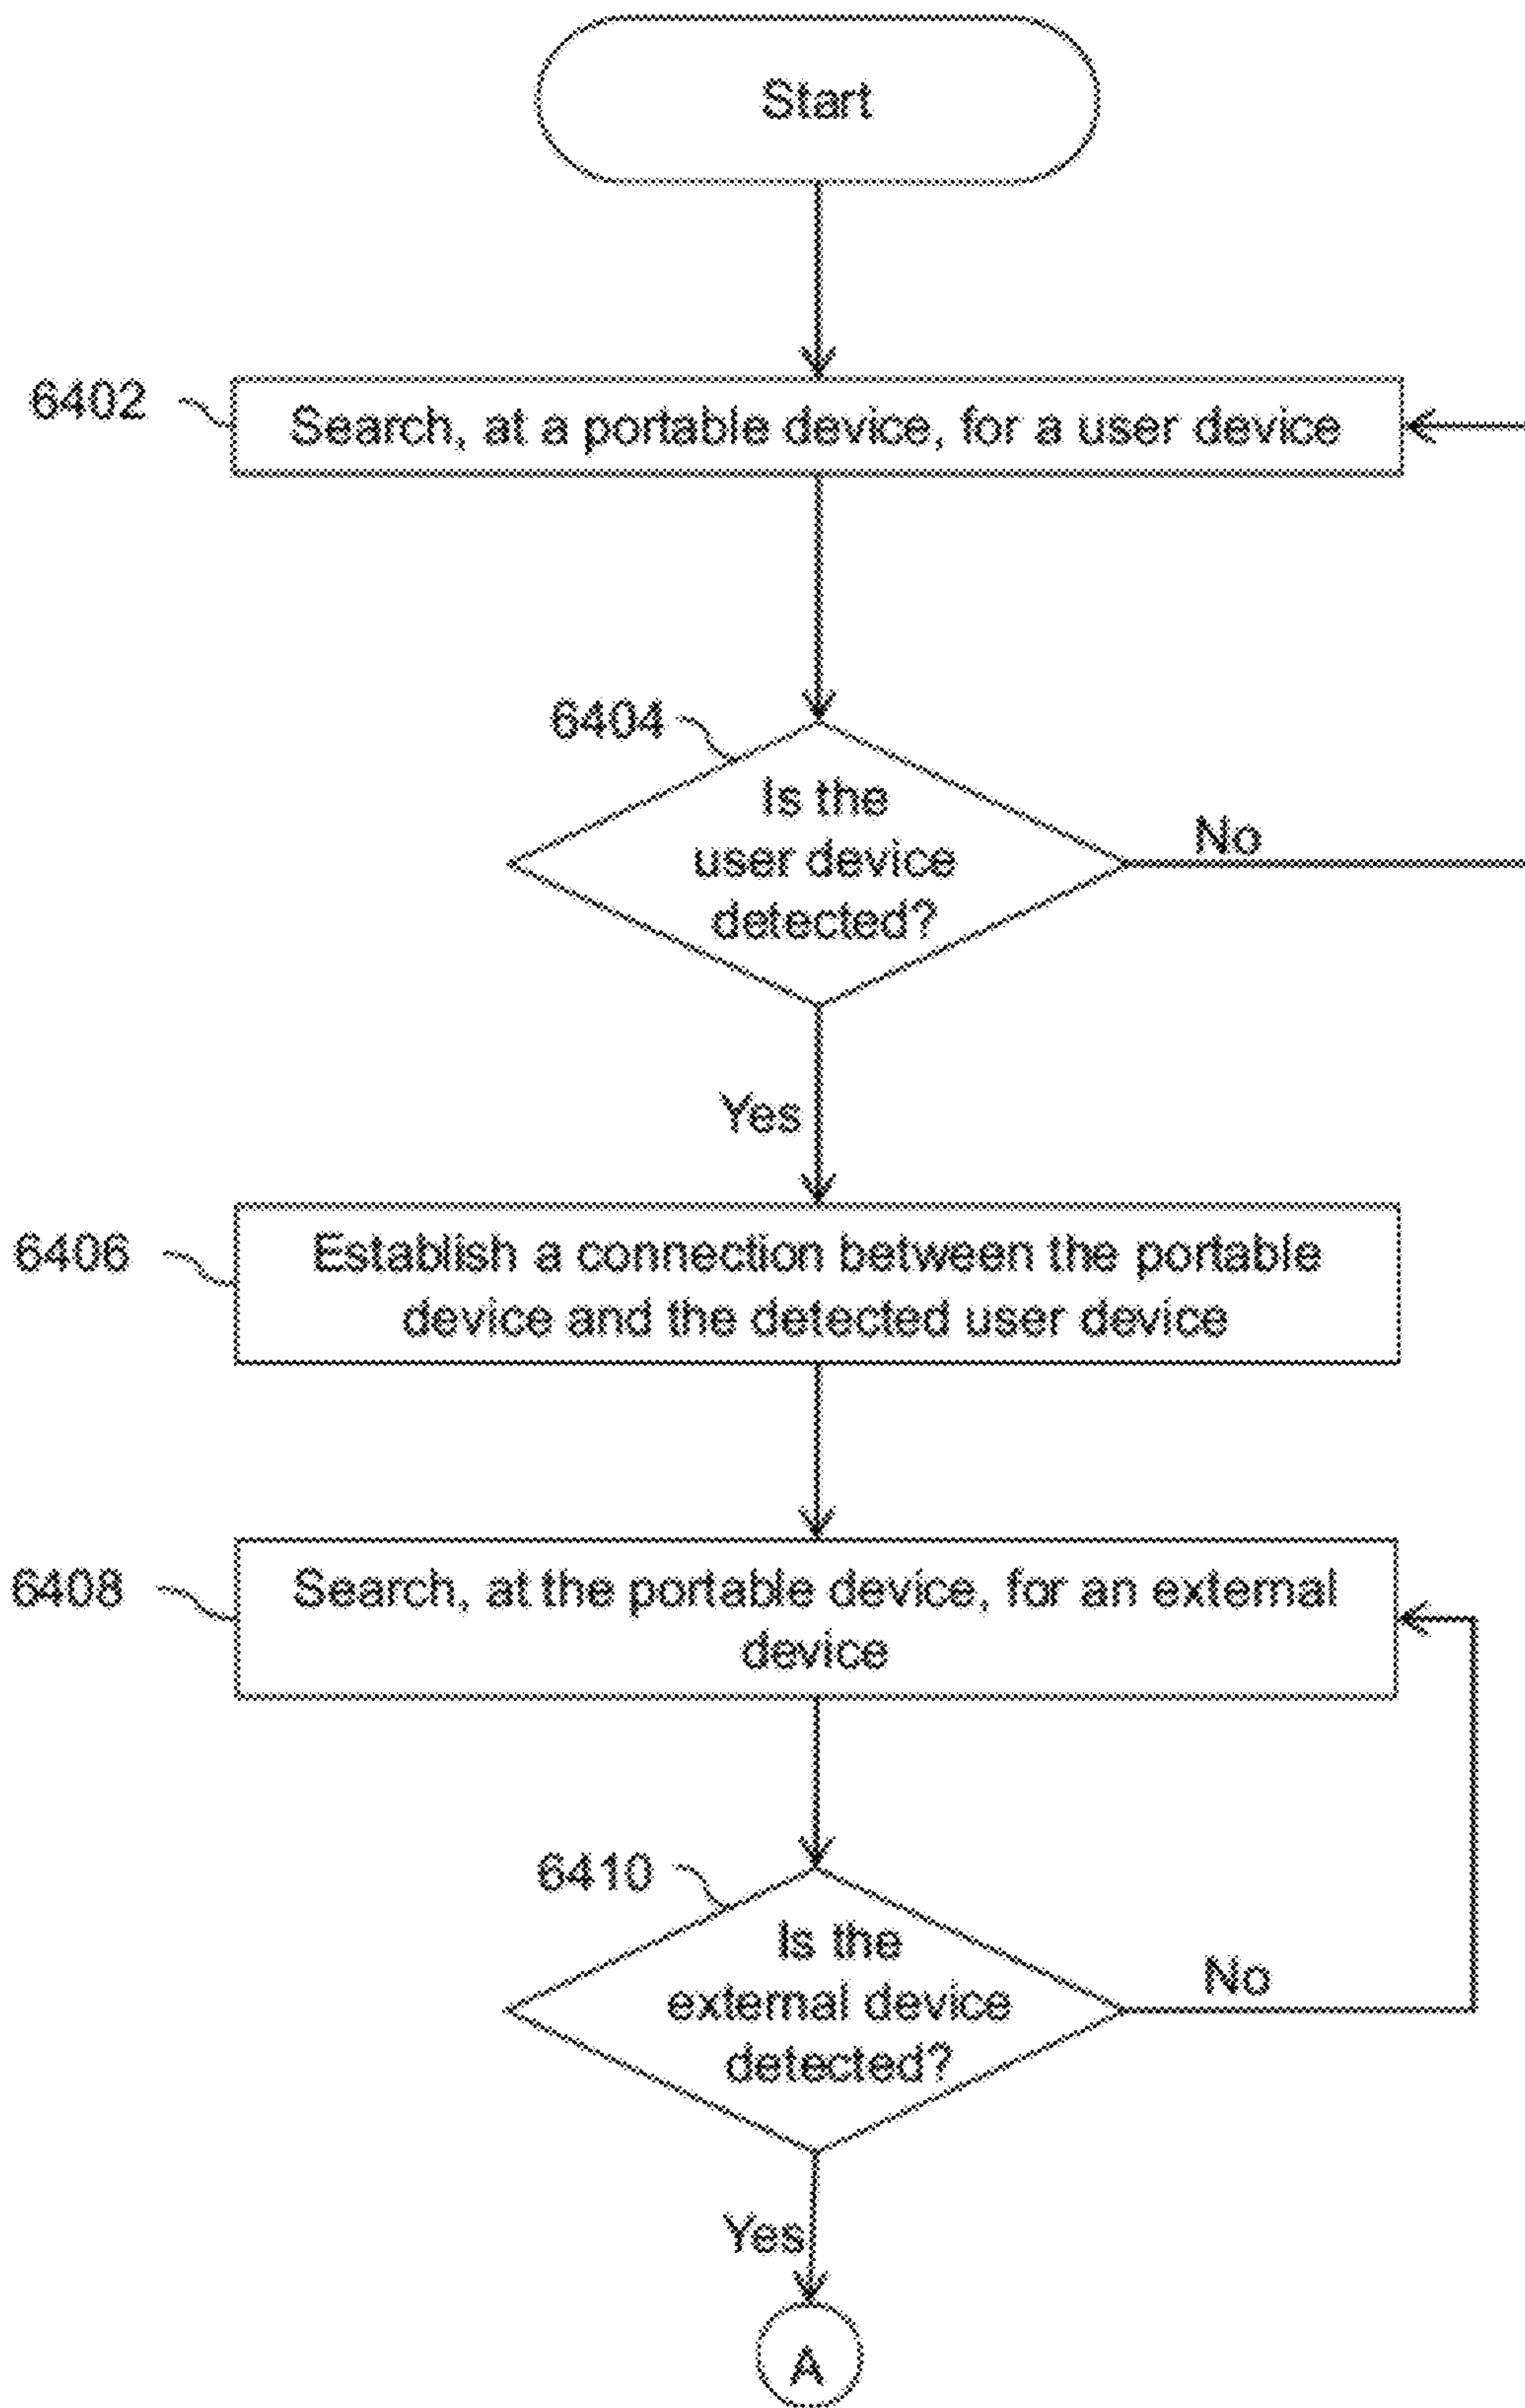 Start
6402
Search, at a portable device, for a user device
6404
Is the
user device
detected?
No
Yes
6406
Establish a connection between the portable
device and the detected user device
6408
Search, at the portable device, for an external
device
6410
Is the
external device
detected?
No
Yes
A